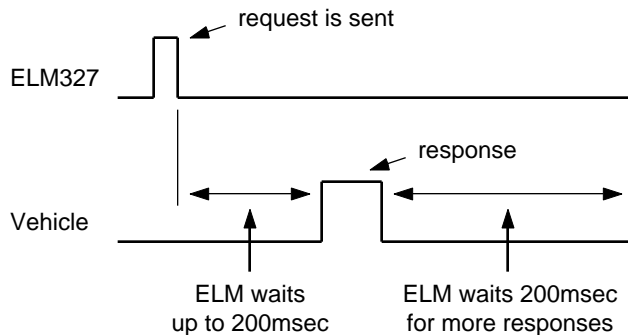 request is sent
ELM327
response
Vehicle
ELM waits
up to 200msec
ELM waits 200msec
for more responses